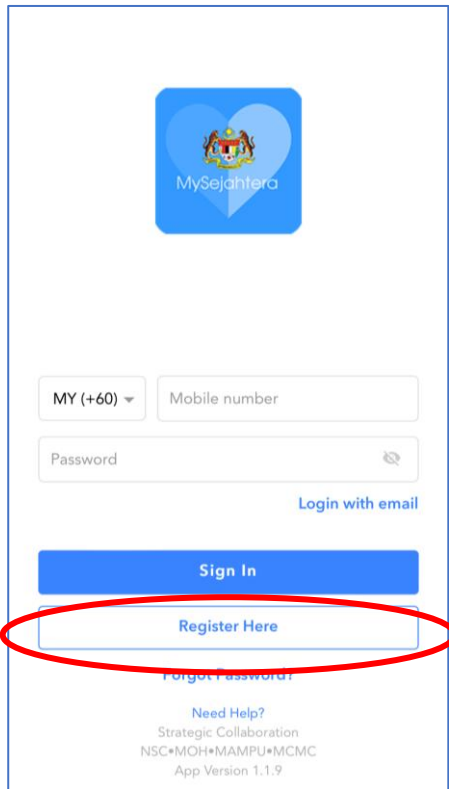 MySejahtera
MY (+60) Mobile number
Password
Login with email
Sign In
Register Here
Forgot Password?
Need Help?
Strategic Collaboration
NSC•MOH•MAMPU•MCMC
App Version 1.1.9